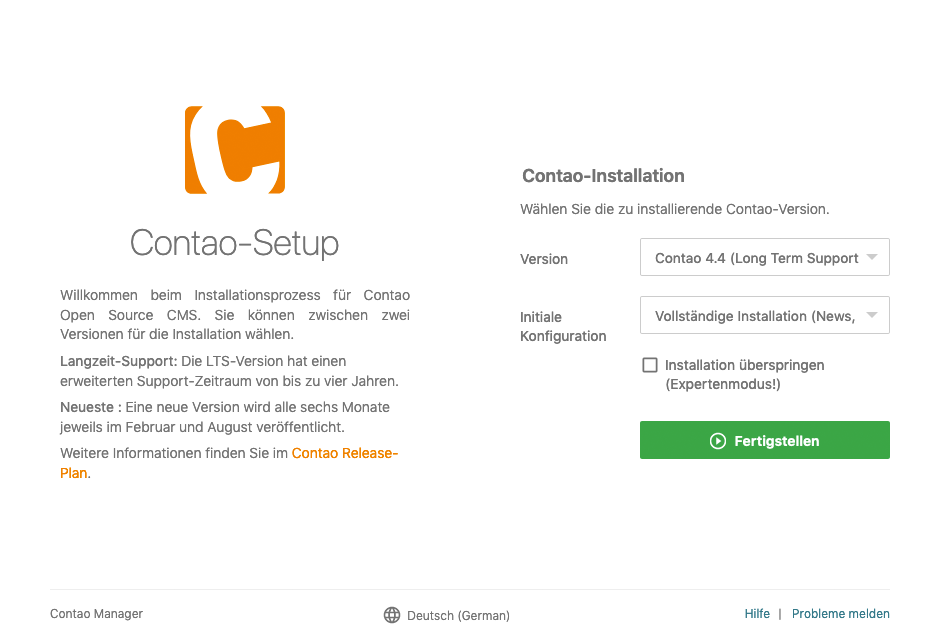 Contao-Setup
Willkommen beim Installationsprozess für Contao
Open Source CMS. Sie können zwischen zwei
Versionen für die Installation wählen.
Langzeit-Support: Die LTS-Version hat einen
erweiterten Support-Zeitraum von bis zu vier Jahren.
Neueste : Eine neue Version wird alle sechs Monate
jeweils im Februar und August veröffentlicht.
Weitere Informationen finden Sie im Contao Release-
Plan.
Contao-Installation
Wählen Sie die zu installierende Contao-Version.
Version
Contao 4.4 (Long Term Support
Initiale
Konfiguration
Vollständige Installation (News,
Installation überspringen
(Expertenmodus!)
Fertigstellen
Contao Manager
Deutsch (German)
Hilfe | Probleme melden